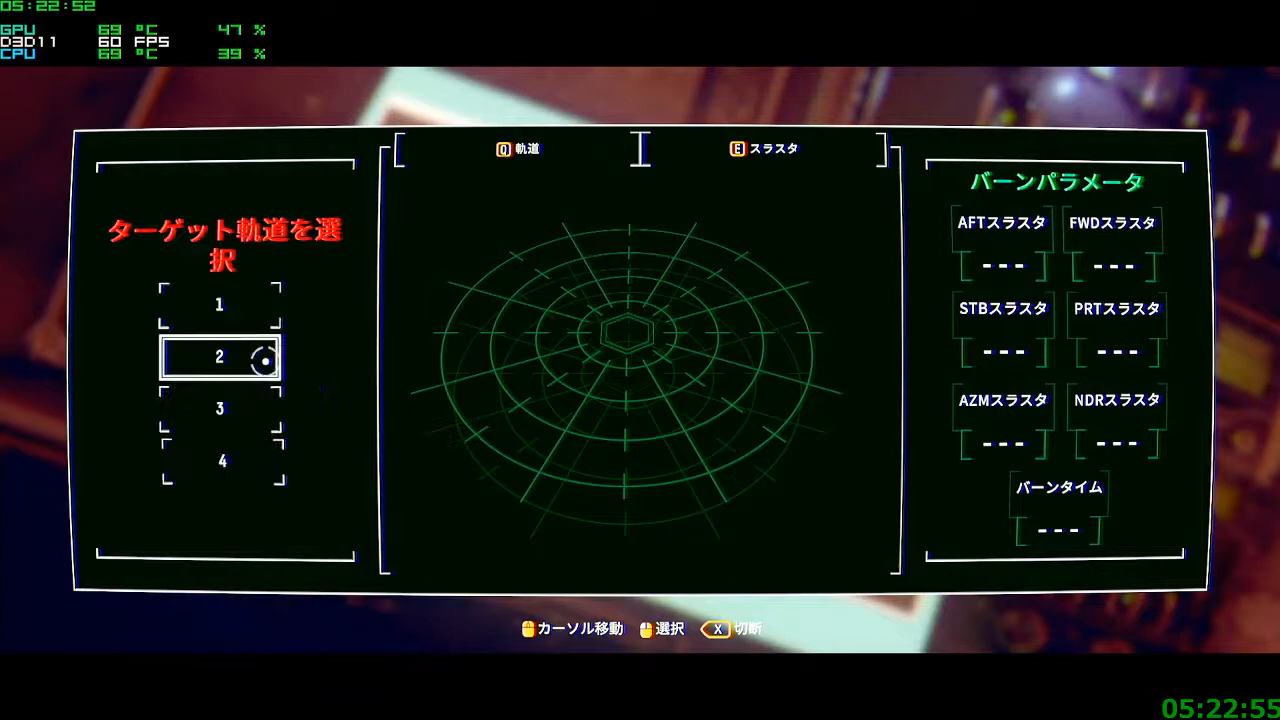 05:22:52
GPU 69 °C 47 %
D3D11 60 FPS
CPU 69 °C 39 %
Q 軌道
E スラスタ
ターゲット軌道を選
択
1
2
3
4
バーンパラメータ
AFTスラスタ FWDスラスタ
--- ---
STBスラスタ PRTスラスタ
--- ---
AZMスラスタ NDRスラスタ
--- ---
バーンタイム
---
カーソル移動 選択 X 切断
05:22:55